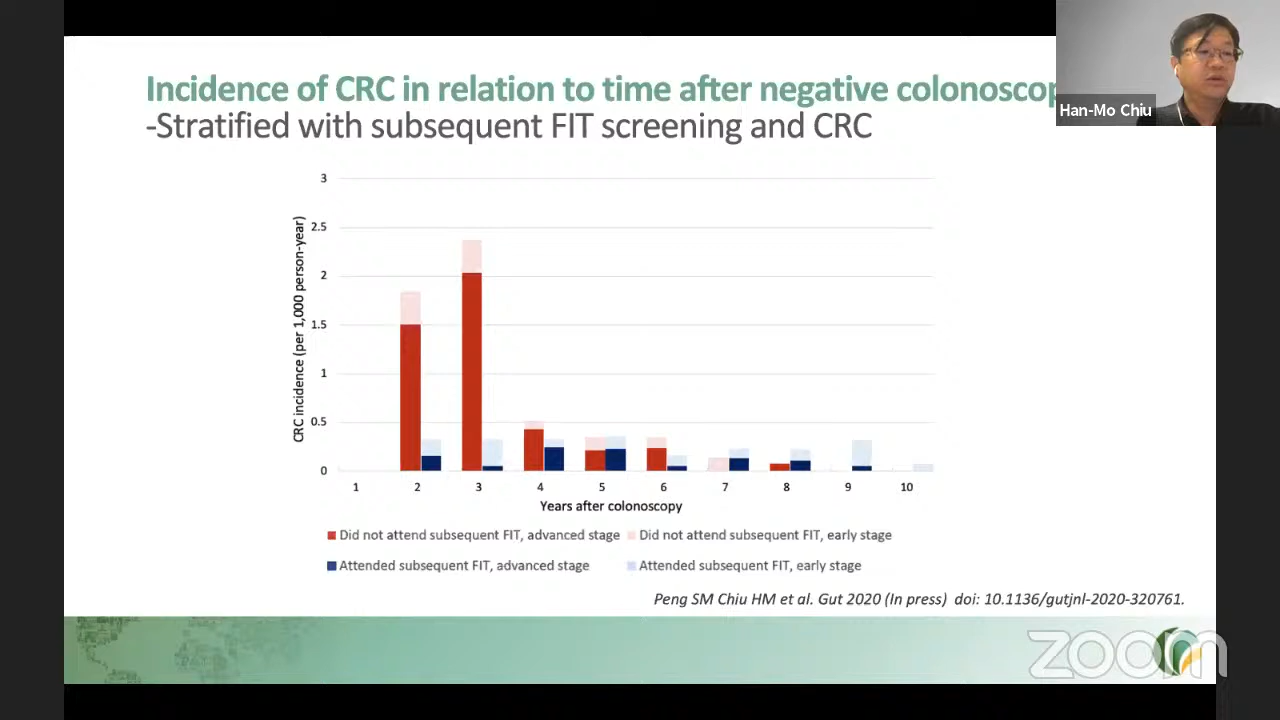 Incidence of CRC in relation to time after negative colonoscop
-Stratified with subsequent FIT screening and CRC
Han-Mo Chiu
CRC incidence (per 1,000 person-year)
3
2.5
2
1.5
1
0.5
0
1 2 3 4 5 6 7 8 9 10
Years after colonoscopy
Did not attend subsequent FIT, advanced stage Did not attend subsequent FIT, early stage
Attended subsequent FIT, advanced stage Attended subsequent FIT, early stage
Peng SM Chiu HM et al. Gut 2020 (In press) doi: 10.1136/gutjnl-2020-320761.
zoom